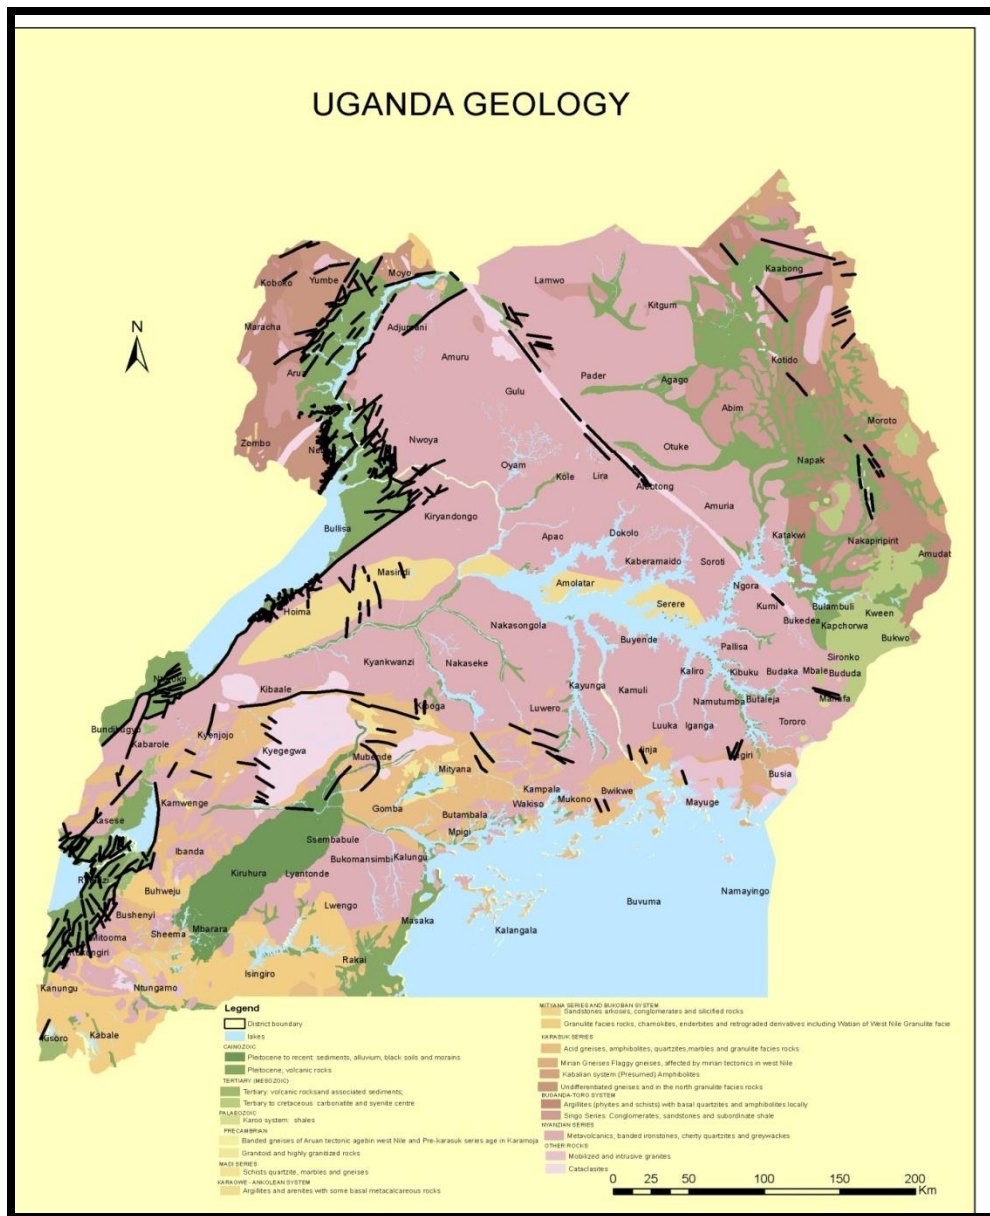 UGANDA GEOLOGY
N
Koboko
Yumbe
Moyo
Maracha
Adjumani
Arua
Zombo
Amuru
Gulu
Lamwo
Kitgum
Kaabong
Kotido
Pader
Agago
Abim
Moroto
Nwoya
Oyam
Kole
Lira
Otuke
Alebtong
Napak
Amuria
Katakwi
Nakapiripirit
Amudat
Bullisa
Kiryandongo
Apac
Dokolo
Kaberamaido
Soroti
Ngora
Kumi
Bulambuli
Kween
Bukedea
Kapchorwa
Bukwo
Masindi
Hoima
Amolatar
Serere
Nakasongola
Buyende
Pallisa
Sironko
Kyankwanzi
Nakaseke
Kibaale
Kayunga
Kamuli
Kaliro
Kibuku
Budaka
Mbale
Bududa
Ntoroko
Kiboga
Luwero
Namutumba
Butaleja
Manafa
Bundibugyo
Kabarole
Kyenjojo
Kyegegwa
Mubende
Luuka
Iganga
Tororo
Mityana
Jinja
Bugiri
Busia
Kamwenge
Kasese
Gomba
Butambala
Kampala
Wakiso
Mukono
Bwikwe
Mayuge
Mpigi
Ssembabule
Ibanda
Kiruhura
Bukomansimbi
Kalungu
Lyantonde
Buhweju
Rubirizi
Bushenyi
Sheema
Mbarara
Mitooma
Rukungiri
Lwengo
Masaka
Kalangala
Buvuma
Namayingo
Rakai
Isingiro
Kanungu
Ntungamo
Kisoro
Kabale
Legend
District boundary
lakes
CAINOZOIC
Pleitocene to recent: sediments, alluvium, black soils and morains
Pleitocene, volcanic rocks
TERTIARY (MESOZOIC)
Tertiary: volcanic rocksand associated sediments;
Tertiary to cretaceous: carbonatite and syenite centre
PALAEOZOIC
Karoo system: shales
PRECAMBRIAN
Banded gneises of Aruan tectonic agebin west Nile and Pre-karasuk series age in Karamoja
Granitoid and highly granitized rocks
MADI SERIES
Schists quartzite, marbles and gneises
KARAGWE - ANKOLEAN SYSTEM
Argillites and arenites with some basal metacalcareous rocks
MITYANA SERIES AND BUKOBAN SYSTEM
Sandstones arkoses, conglomerates and silicified rocks
Granulite facies rocks, charnokites, enderbites and retrograded derivatives including Watian of West Nile Granulite facie
KARASUK SERIES
Acid gneises, amphibolites, quartzites,marbles and granulite facies rocks
Mirian Gneises Flaggy gneises, affected by mirian tectonics in west Nile
Kabalian system (Presumed) Amphibolites
Undifferentiated gneises and in the north granulite facies rocks
BUGANDA-TORO SYSTEM
Argillites (phyites and schists) with basal quartzites and amphibolites locally
Singo Series: Conglomerates, sandstones and subordinate shale
NYANZIAN SERIES
Metavolcanics, banded ironstones, cherty quartzites and greywackes
OTHER ROCKS
Mobilized and intrusive granites
Cataclasites
0 25 50 100 150 200
Km